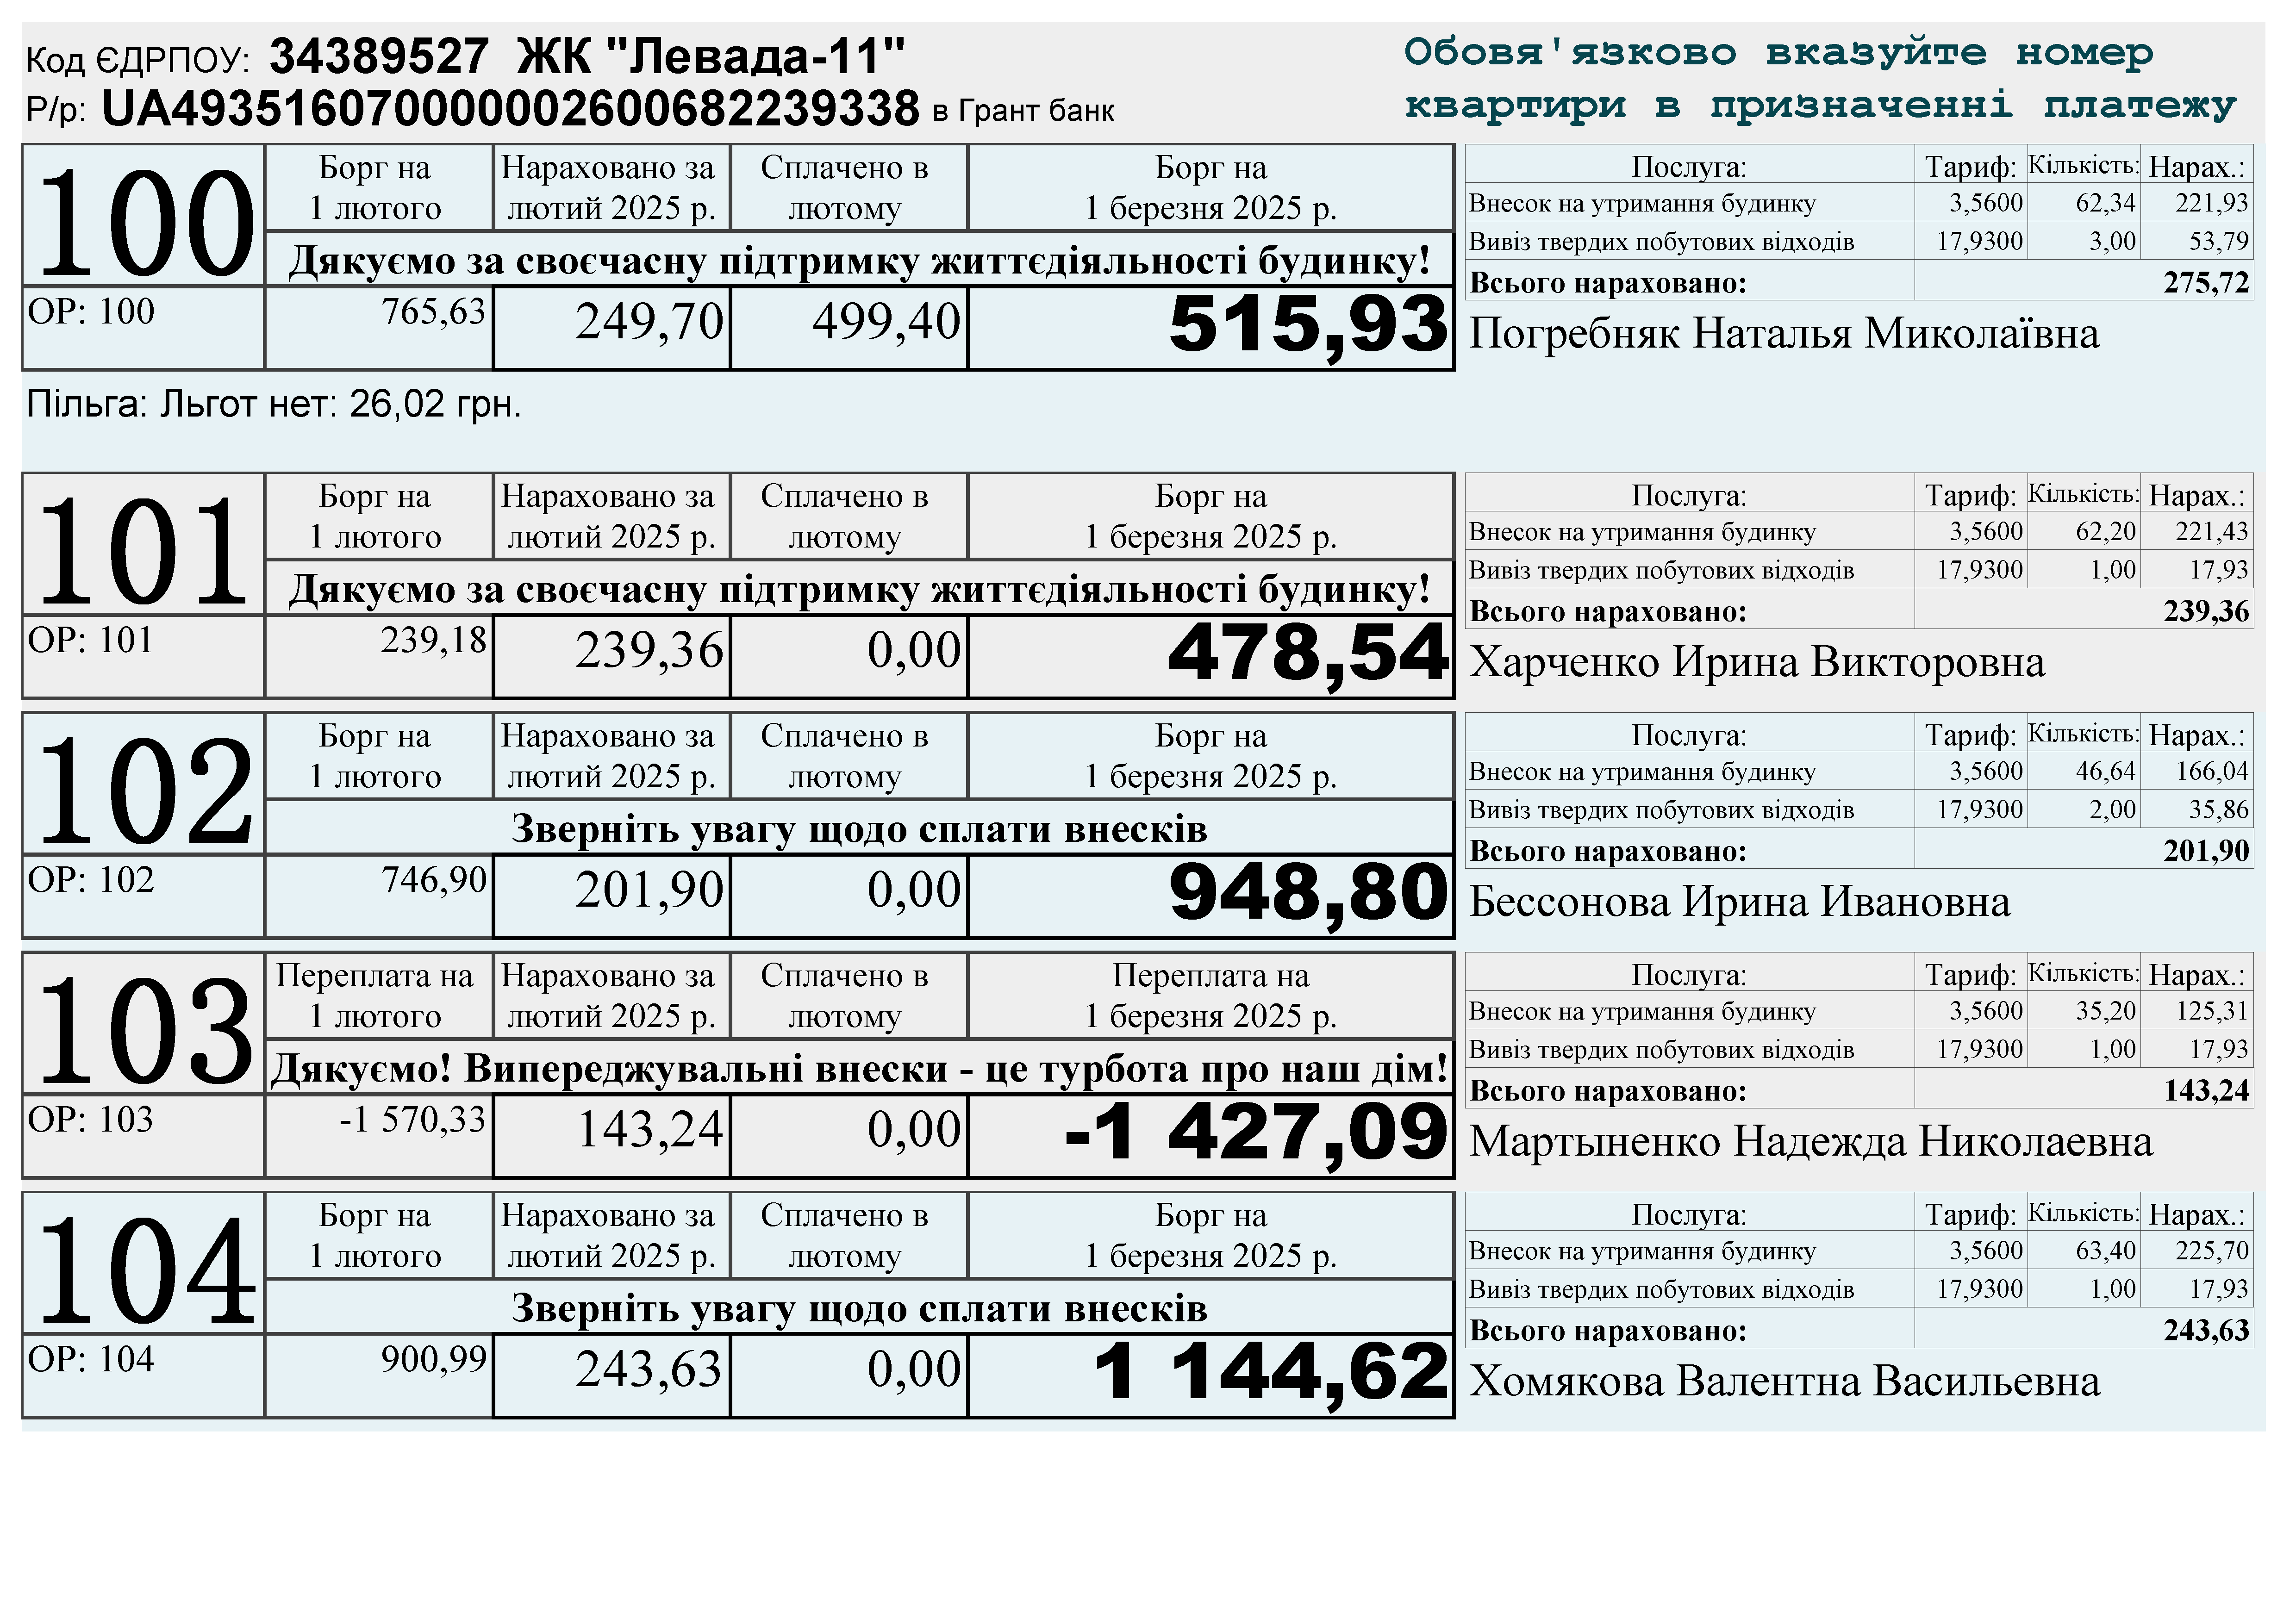 Код ЄДРПОУ: 34389527 ЖК "Левада-11"
Р/р: UA493516070000002600682239338 в Грант банк
Обовя'язково вказуйте номер
квартири в призначенні платежу
100
Борг на
1 лютого
Нараховано за
лютий 2025 р.
Сплачено в
лютому
Борг на
1 березня 2025 р.
Дякуємо за своєчасну підтримку життєдіяльності будинку!
ОР: 100 765,63 249,70 499,40 515,93
Послуга: Тариф: Кількість: Нарах.:
Внесок на утримання будинку 3,5600 62,34 221,93
Вивіз твердих побутових відходів 17,9300 3,00 53,79
Всього нараховано: 275,72
Погребняк Наталья Миколаївна
Пільга: Льгот нет: 26,02 грн.
101
Борг на
1 лютого
Нараховано за
лютий 2025 р.
Сплачено в
лютому
Борг на
1 березня 2025 р.
Дякуємо за своєчасну підтримку життєдіяльності будинку!
ОР: 101 239,18 239,36 0,00 478,54
Послуга: Тариф: Кількість: Нарах.:
Внесок на утримання будинку 3,5600 62,20 221,43
Вивіз твердих побутових відходів 17,9300 1,00 17,93
Всього нараховано: 239,36
Харченко Ирина Викторовна
102
Борг на
1 лютого
Нараховано за
лютий 2025 р.
Сплачено в
лютому
Борг на
1 березня 2025 р.
Зверніть увагу щодо сплати внесків
ОР: 102 746,90 201,90 0,00 948,80
Послуга: Тариф: Кількість: Нарах.:
Внесок на утримання будинку 3,5600 46,64 166,04
Вивіз твердих побутових відходів 17,9300 2,00 35,86
Всього нараховано: 201,90
Бессонова Ирина Ивановна
103
Переплата на
1 лютого
Нараховано за
лютий 2025 р.
Сплачено в
лютому
Переплата на
1 березня 2025 р.
Дякуємо! Випереджувальні внески - це турбота про наш дім!
ОР: 103 -1 570,33 143,24 0,00 -1 427,09
Послуга: Тариф: Кількість: Нарах.:
Внесок на утримання будинку 3,5600 35,20 125,31
Вивіз твердих побутових відходів 17,9300 1,00 17,93
Всього нараховано: 143,24
Мартыненко Надежда Николаевна
104
Борг на
1 лютого
Нараховано за
лютий 2025 р.
Сплачено в
лютому
Борг на
1 березня 2025 р.
Зверніть увагу щодо сплати внесків
ОР: 104 900,99 243,63 0,00 1 144,62
Послуга: Тариф: Кількість: Нарах.:
Внесок на утримання будинку 3,5600 63,40 225,70
Вивіз твердих побутових відходів 17,9300 1,00 17,93
Всього нараховано: 243,63
Хомякова Валентна Васильевна